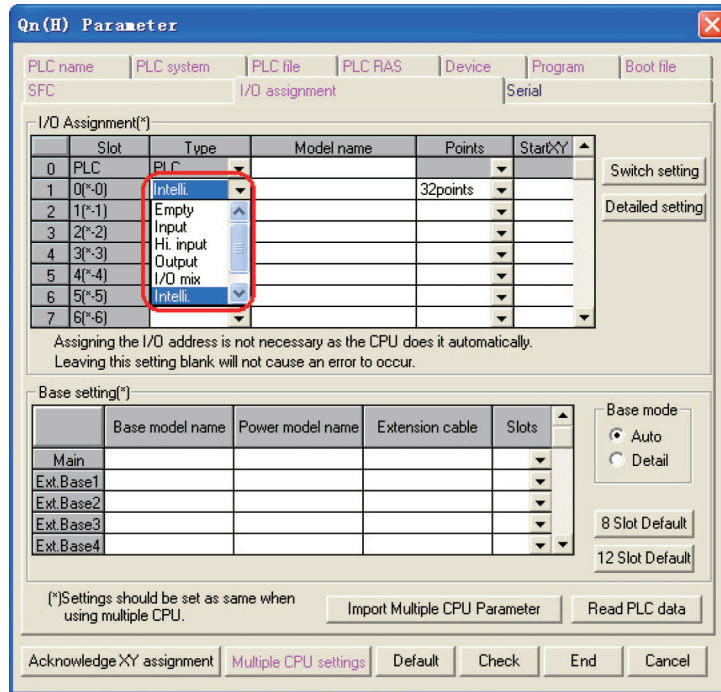 Qn(H) Parameter
PLC name PLC system PLC file PLC RAS Device Program Boot file
SFC I/O assignment Serial
I/O Assignment(*)
Slot Type Model name Points StartXY
0 PLC PLC
1 0(*-0) Intelli. 32points
2 1(*-1) Empty
3 2(*-2) Input
Hi. input
4 3(*-3) Output
5 4(*-4) I/O mix
6 5(*-5) Intelli.
7 6(*-6)
Switch setting
Detailed setting
Assigning the I/O address is not necessary as the CPU does it automatically.
Leaving this setting blank will not cause an error to occur.
Base setting(*)
Base model name Power model name Extension cable Slots
Main
Ext.Base1
Ext.Base2
Ext.Base3
Ext.Base4
Base mode
Auto
Detail
8 Slot Default
12 Slot Default
(*)Settings should be set as same when
using multiple CPU.
Import Multiple CPU Parameter Read PLC data
Acknowledge XY assignment Multiple CPU settings Default Check End Cancel